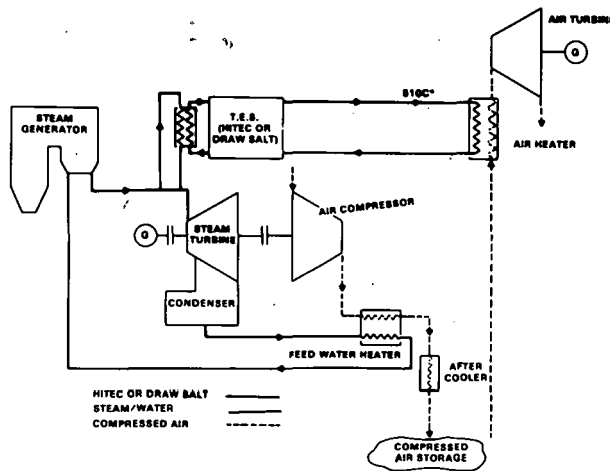 AIR TURBINE
G
STEAM
GENERATOR
T.E.S.
(HITEC OR
DRAW SALT)
510C°
AIR HEATER
AIR COMPRESSOR
G
STEAM
TURBINE
CONDENSER
FEED WATER HEATER
AFTER
COOLER
HITEC OR DRAW SALT
STEAM/WATER
COMPRESSED AIR
COMPRESSED
AIR STORAGE